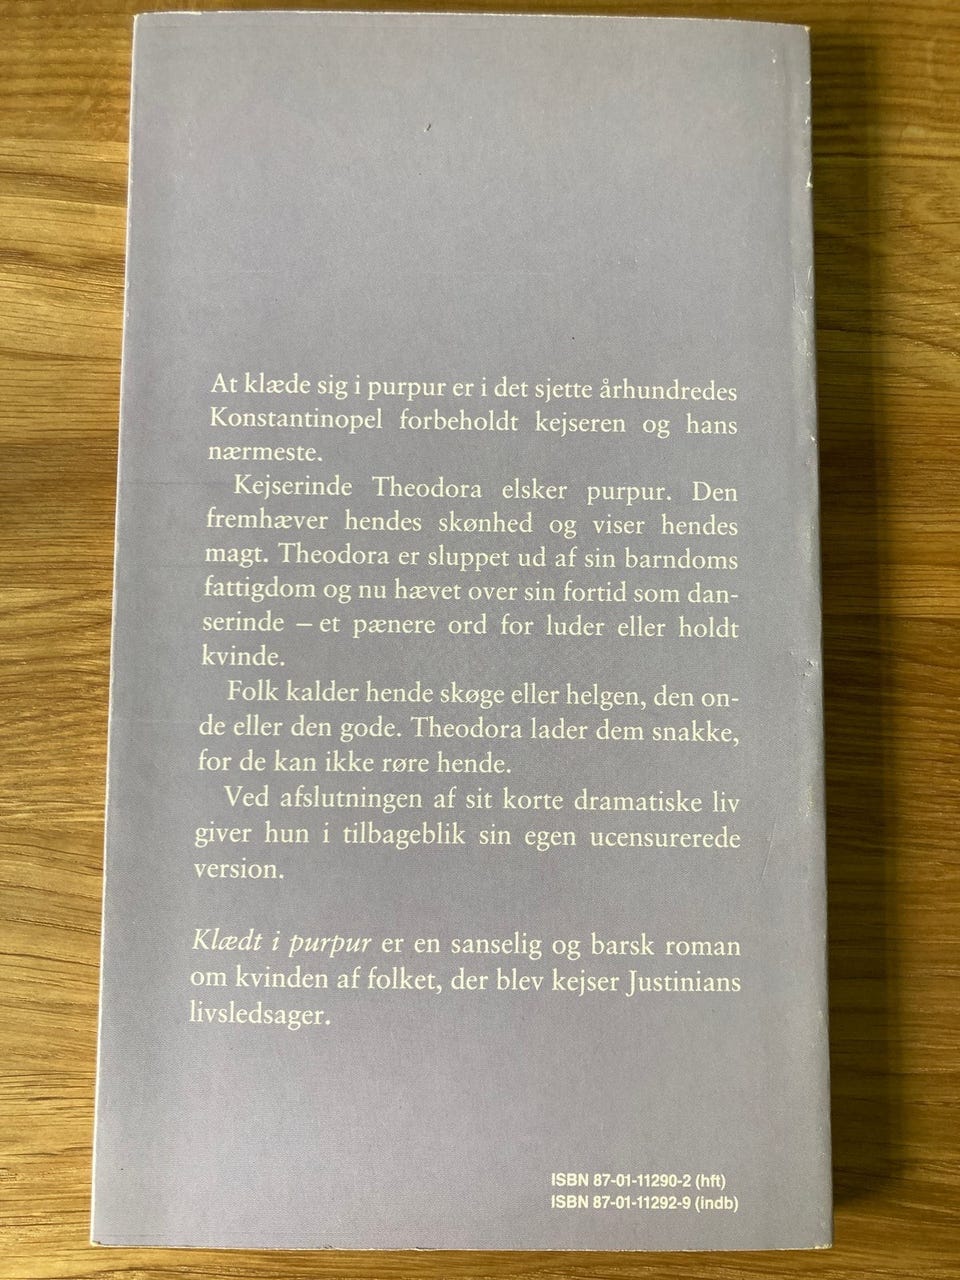 At klæde sig i purpur er i det sjette århundredes
Konstantinopel forbeholdt kejseren og hans
nærmeste.
Kejserinde Theodora elsker purpur. Den
fremhæver hendes skønhed og viser hendes
magt. Theodora er sluppet ud af sin barndoms
fattigdom og nu hævet over sin fortid som dan-
serinde – et pænere ord for luder eller holdt
kvinde.
Folk kalder hende skøge eller helgen, den on-
de eller den gode. Theodora lader dem snakke,
for de kan ikke røre hende.
Ved afslutningen af sit korte dramatiske liv
giver hun i tilbageblik sin egen ucensurerede
version.
Klædt i purpur er en sanselig og barsk roman
om kvinden af folket, der blev kejser Justinians
livsledsager.
ISBN 87-01-11290-2 (hft)
ISBN 87-01-11292-9 (indb)